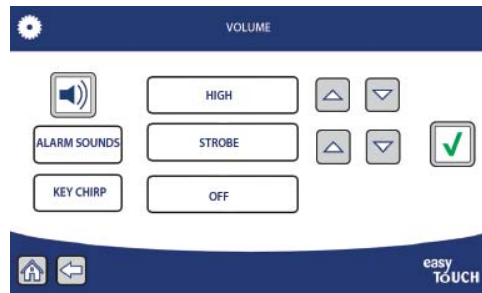 VOLUME
HIGH
ALARM SOUNDS
STROBE
KEY CHIRP
OFF
easy
TOUCH